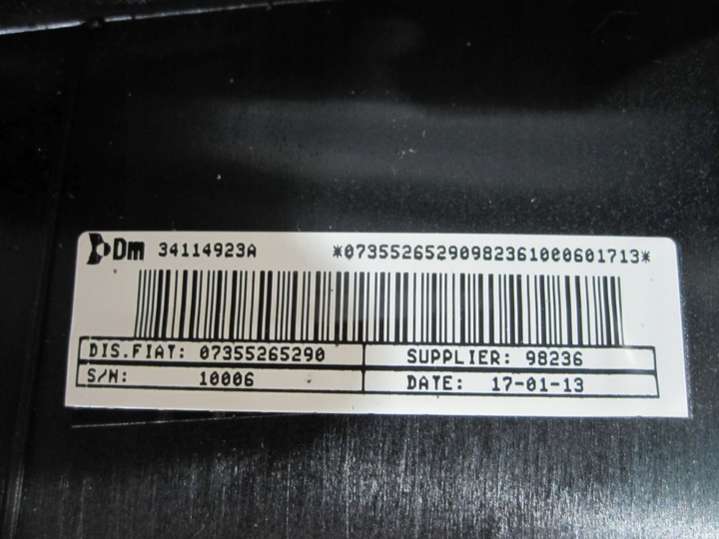 Dm 34114923A *07355265290982361000601713*
DIS.FIAT: 07355265290 SUPPLIER: 98236
S/N: 10006 DATE: 17-01-13